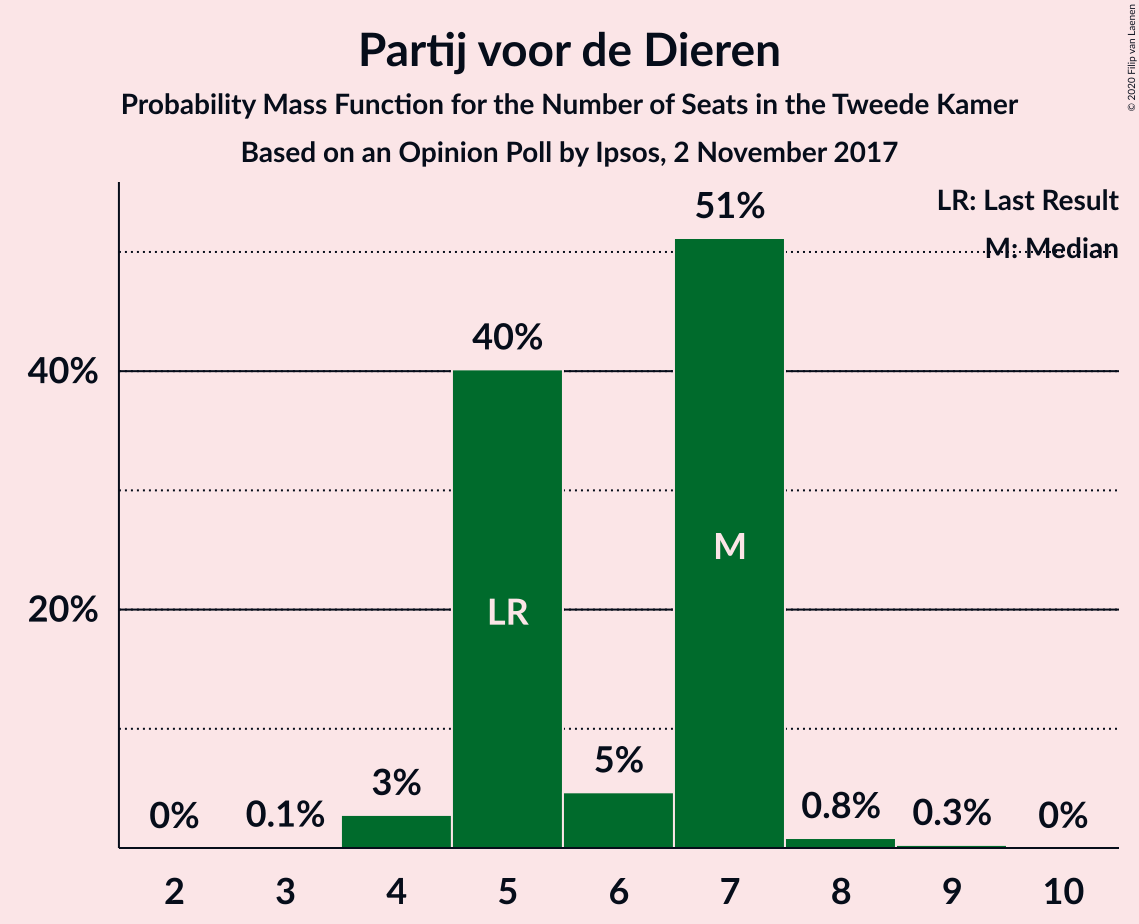 Partij voor de Dieren
Probability Mass Function for the Number of Seats in the Tweede Kamer
Based on an Opinion Poll by Ipsos, 2 November 2017
© 2020 Filip van Laenen
LR: Last Result
M: Median
51%
40%
40%
M
LR
20%
5%
3%
0%
0.1%
0.8%
0.3%
0%
2 3 4 5 6 7 8 9 10